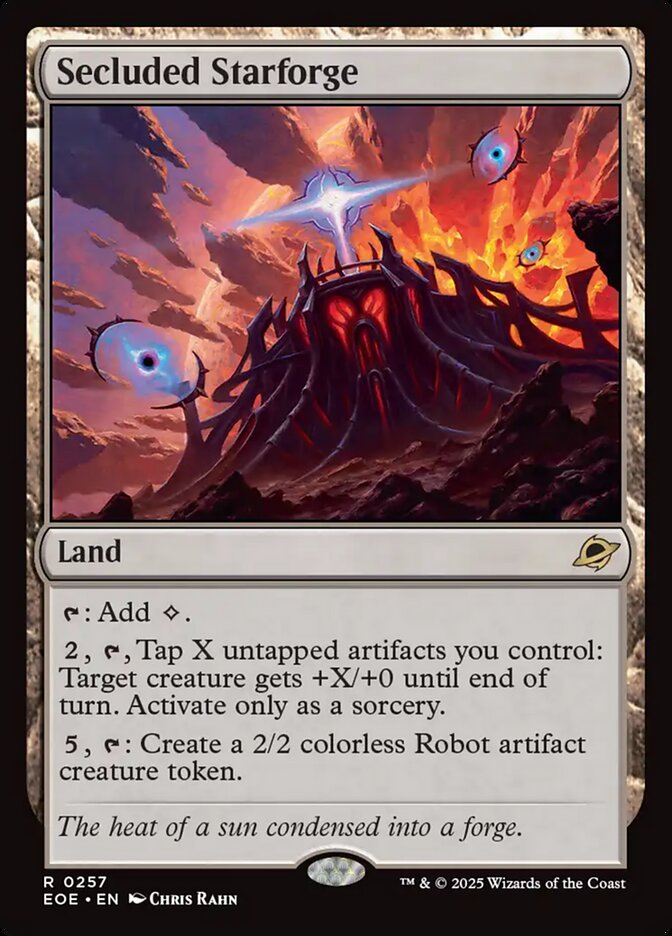 Secluded Starforge
Land
: Add .
2, , Tap X untapped artifacts you control:
Target creature gets +X/+0 until end of
turn. Activate only as a sorcery.
5, : Create a 2/2 colorless Robot artifact
creature token.
The heat of a sun condensed into a forge.
R 0257
EOE • EN Chris Rahn
™ & © 2025 Wizards of the Coast